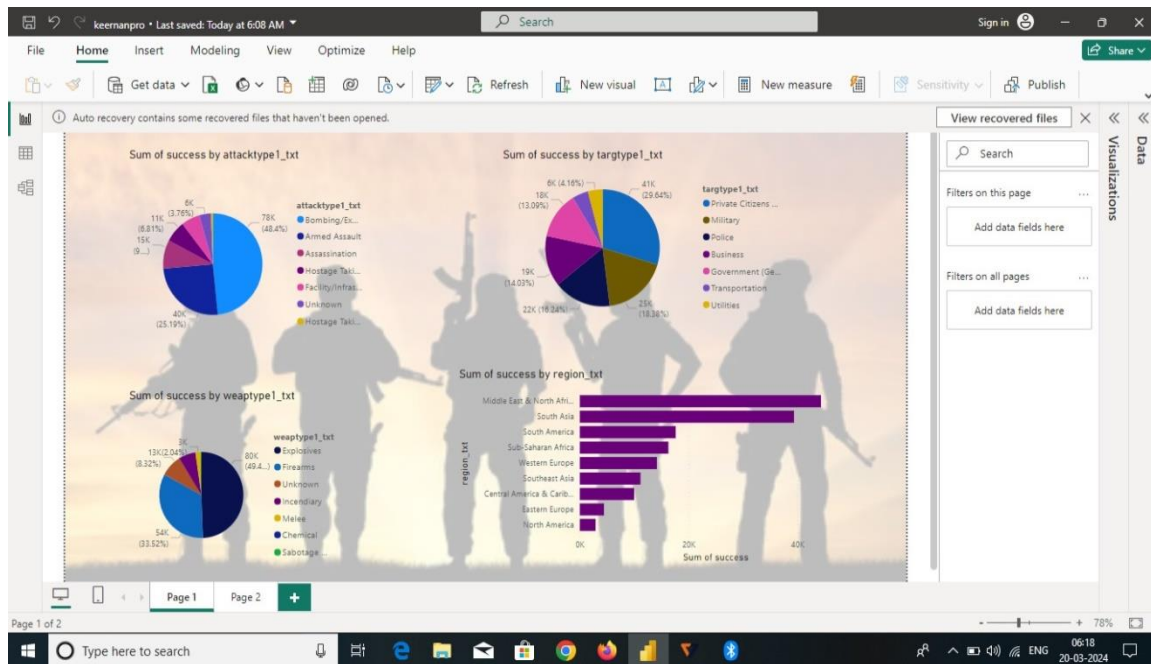 keernanpro • Last saved: Today at 6:08 AM
Search
Sign in
File Home Insert Modeling View Optimize Help
Share
Get data
Refresh
New visual
New measure
Sensitivity
Publish
Auto recovery contains some recovered files that haven't been opened.
View recovered files
Sum of success by attacktype1_txt
6K
(3.76%)
11K
(6.81%)
15K
(9...)
78K
(48.4%)
40K
(25.19%)
attacktype1_txt
Bombing/Ex...
Armed Assault
Assassination
Hostage Taki...
Facility/Infras...
Unknown
Hostage Taki...
Sum of success by targtype1_txt
6K (4.16%)
18K
(13.09%)
41K
(29.64%)
19K
(14.03%)
22K (16.24%)
25K
(18.38%)
targtype1_txt
Private Citizens ...
Military
Police
Business
Government (Ge...
Transportation
Utilities
Sum of success by weaptype1_txt
3K
13K(2.04%)
(8.32%)
80K
(49.4...)
54K
(33.52%)
weaptype1_txt
Explosives
Firearms
Unknown
Incendiary
Melee
Chemical
Sabotage ...
Sum of success by region_txt
region_txt
Middle East & North Afri...
South Asia
South America
Sub-Saharan Africa
Western Europe
Southeast Asia
Central America & Carib...
Eastern Europe
North America
0K 20K 40K
Sum of success
Search
Filters on this page ...
Add data fields here
Filters on all pages ...
Add data fields here
Visualizations
Data
Page 1 Page 2
Page 1 of 2
78%
Type here to search
ENG
06:18
20-03-2024